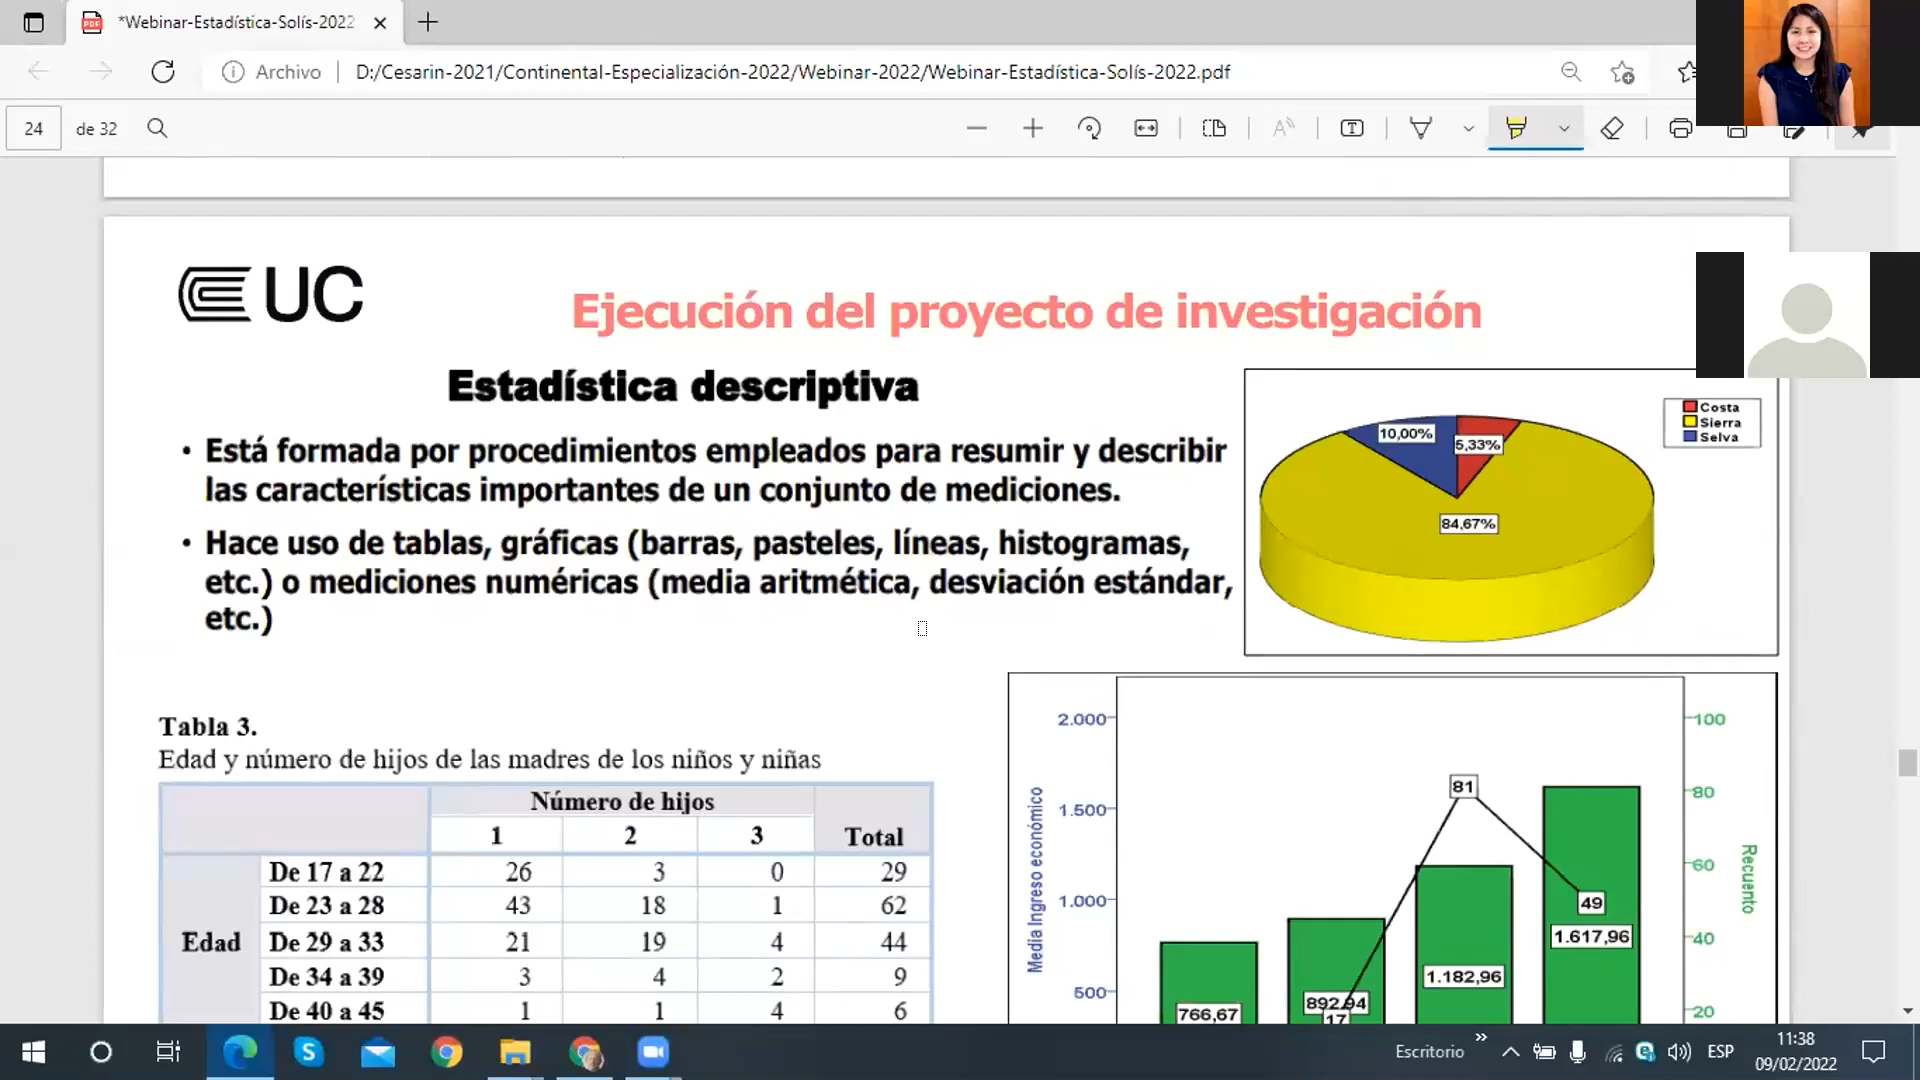 *Webinar-Estadística-Solís-2022
Archivo
D:/Cesarin-2021/Continental-Especialización-2022/Webinar-2022/Webinar-Estadística-Solís-2022.pdf
24 de 32
UC
Ejecución del proyecto de investigación
Estadística descriptiva
• Está formada por procedimientos empleados para resumir y describir
las características importantes de un conjunto de mediciones.
• Hace uso de tablas, gráficas (barras, pasteles, líneas, histogramas,
etc.) o mediciones numéricas (media aritmética, desviación estándar,
etc.)
Costa
Sierra
Selva
10,00%
5,33%
84,67%
Tabla 3.
Edad y número de hijos de las madres de los niños y niñas
Número de hijos
1 2 3 Total
De 17 a 22 26 3 0 29
De 23 a 28 43 18 1 62
Edad De 29 a 33 21 19 4 44
De 34 a 39 3 4 2 9
De 40 a 45 1 1 4 6
Media Ingreso económico
2.000
1.500
1.000
500
766,67
892,94
17
1.182,96
81
1.617,96
49
100
80
60
40
20
Recuento
Escritorio
ESP
11:38
09/02/2022